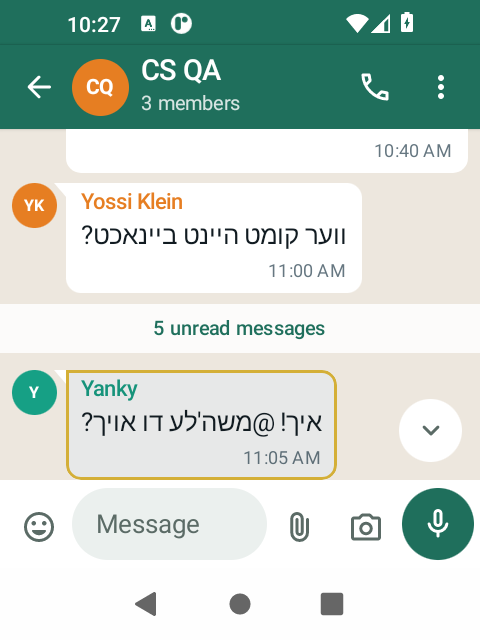 10:27
A
CQ
CS QA
3 members
10:40 AM
YK
Yossi Klein
ווער קומט היינט ביינאכט?
11:00 AM
5 unread messages
Y
Yanky
איך! @משה'לע דו אויך?
11:05 AM
Message